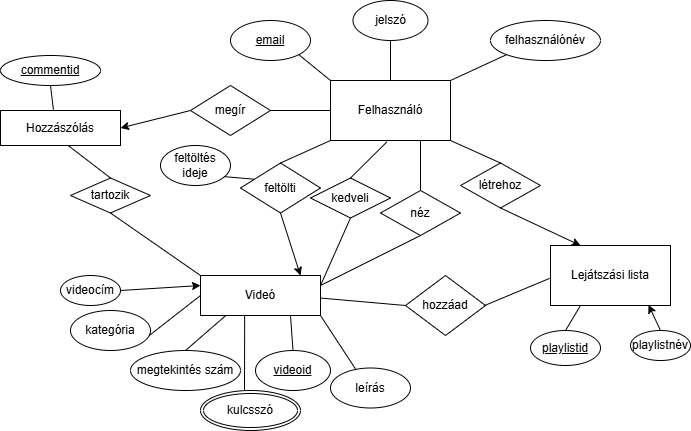 jelszó
email
felhasználónév
commentid
megír
Felhasználó
Hozzászólás
feltöltés
ideje
feltölti
kedveli
néz
létrehoz
tartozik
videocím
Videó
hozzáad
Lejátszási lista
kategória
megtekintés szám
videoid
leírás
kulcsszó
playlistid
playlistnév